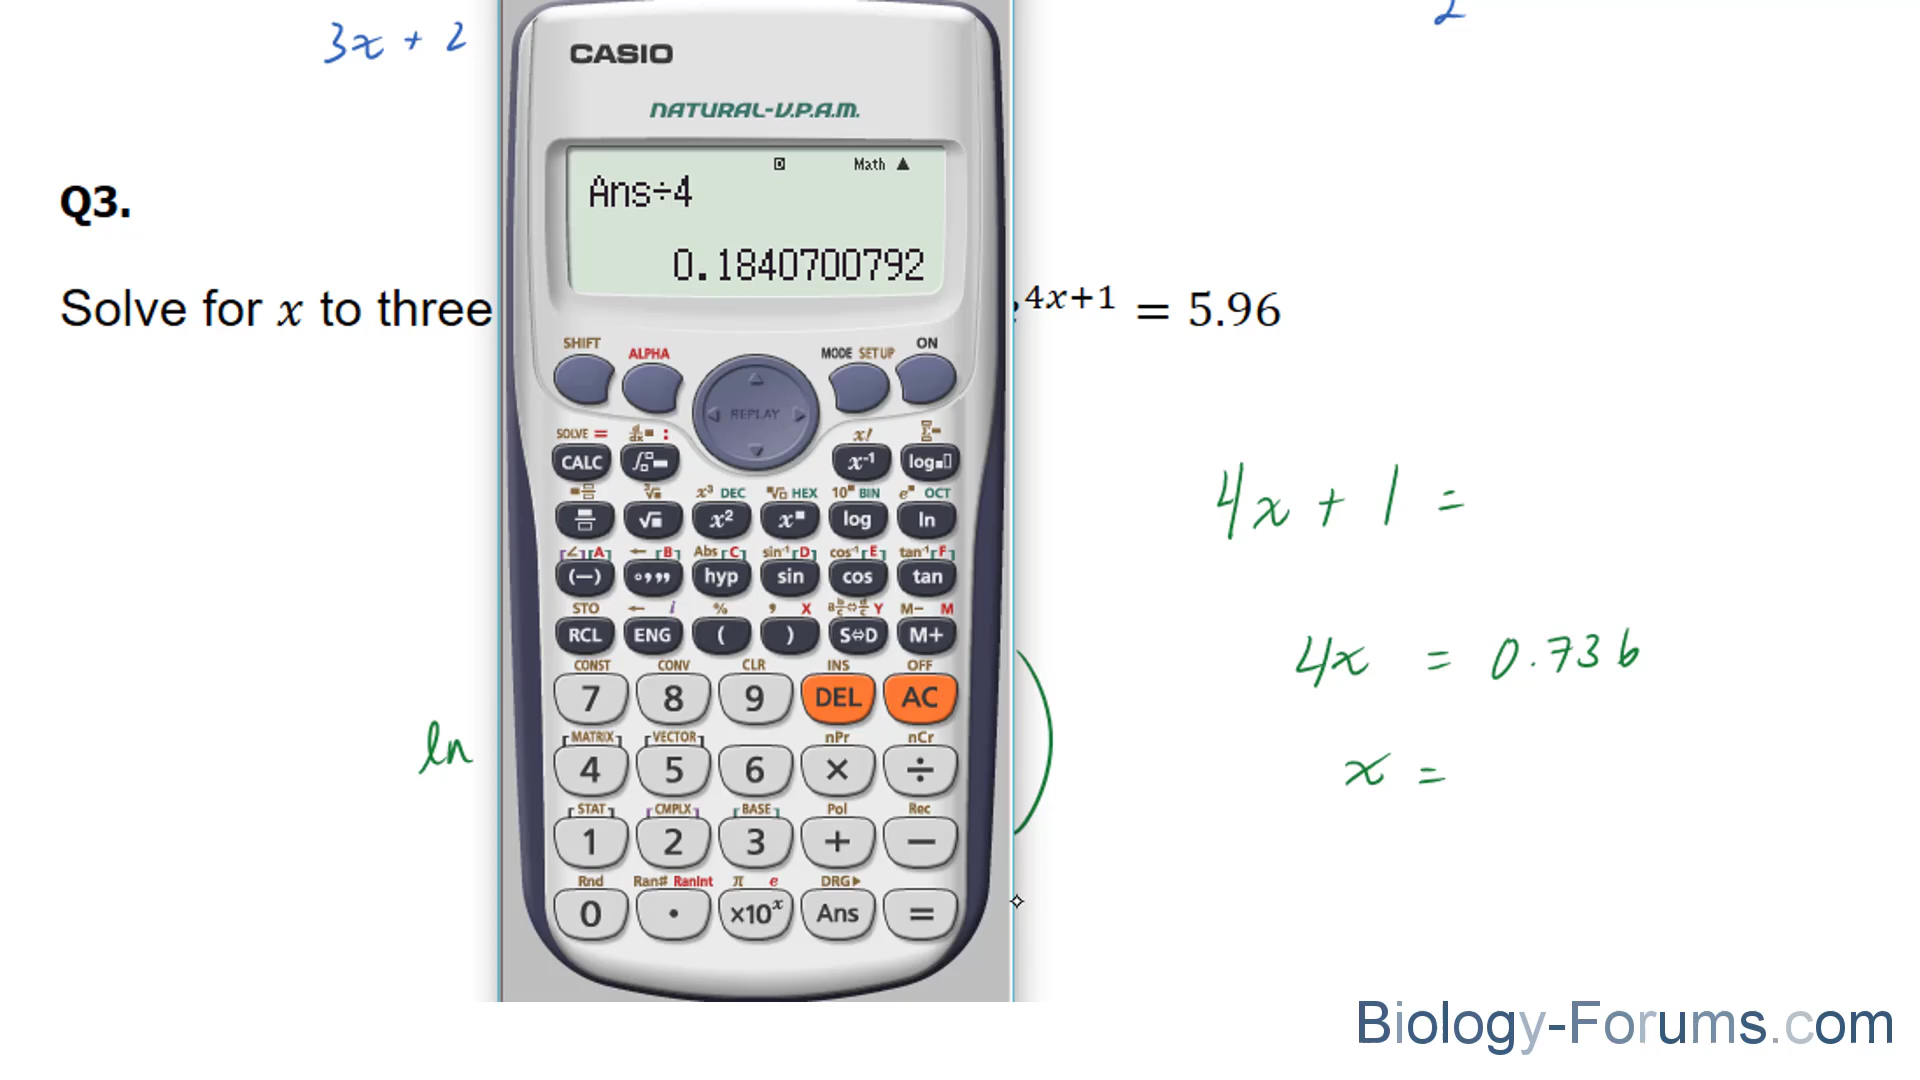 3x + 2
2
CASIO
NATURAL-V.P.A.M.
D Math ▲
Ans÷4
0.1840700792
Q3.
Solve for x to three
4x+1 = 5.96
SHIFT ALPHA MODE SETUP ON
REPLAY
SOLVE = d/dx : x! Σ
CALC ∫ x⁻¹ log
x³ DEC HEX 10 BIN e OCT
√ x² x log ln
∠ A ← B Abs C sin⁻¹ D cos⁻¹ E tan⁻¹ F
(−) hyp sin cos tan
STO ← i % , X Y M− M
RCL ENG ( ) S⇔D M+
CONST CONV CLR INS OFF
7 8 9 DEL AC
MATRIX VECTOR nPr nCr
4 5 6 × ÷
STAT CMPLX BASE Pol Rec
1 2 3 + −
Rnd Ran# RanInt π e DRG▶
0 . ×10ˣ Ans =
4x + 1 =
4x = 0.736
ln
x =
Biology-Forums.com